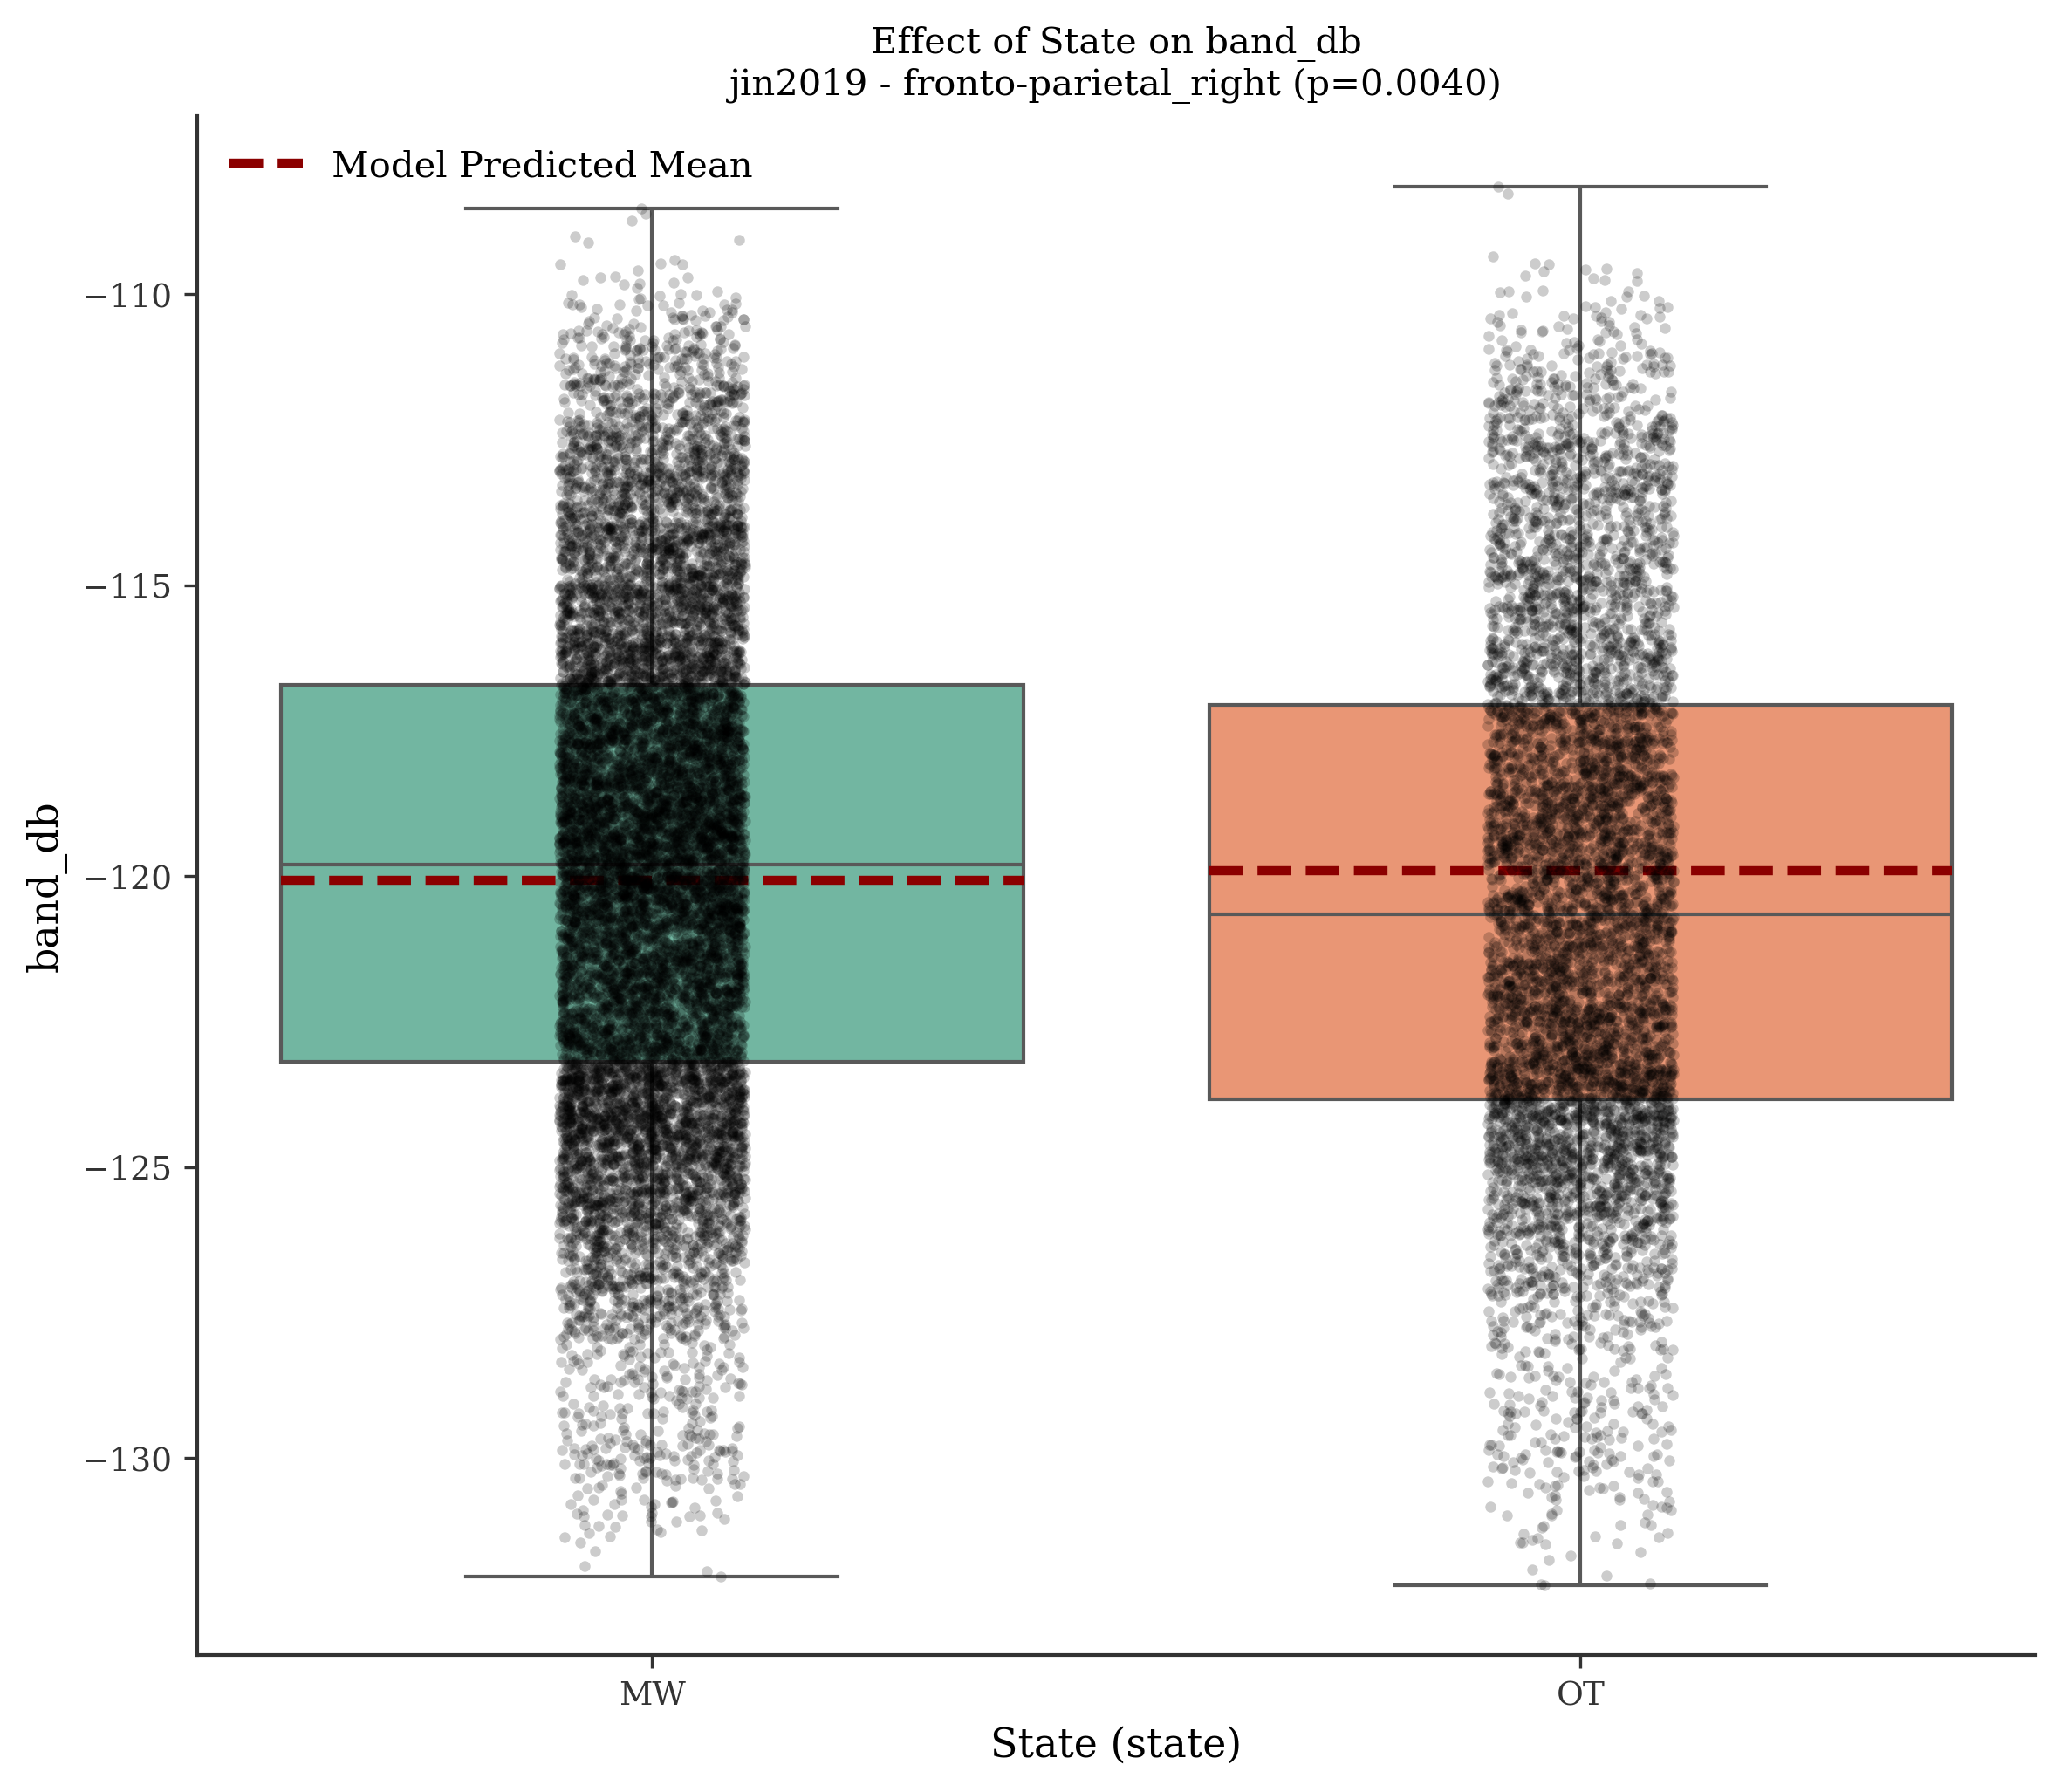 Effect of State on band_db
jin2019 - fronto-parietal_right (p=0.0040)
Model Predicted Mean
−110
−115
−120
−125
−130
band_db
MW
OT
State (state)